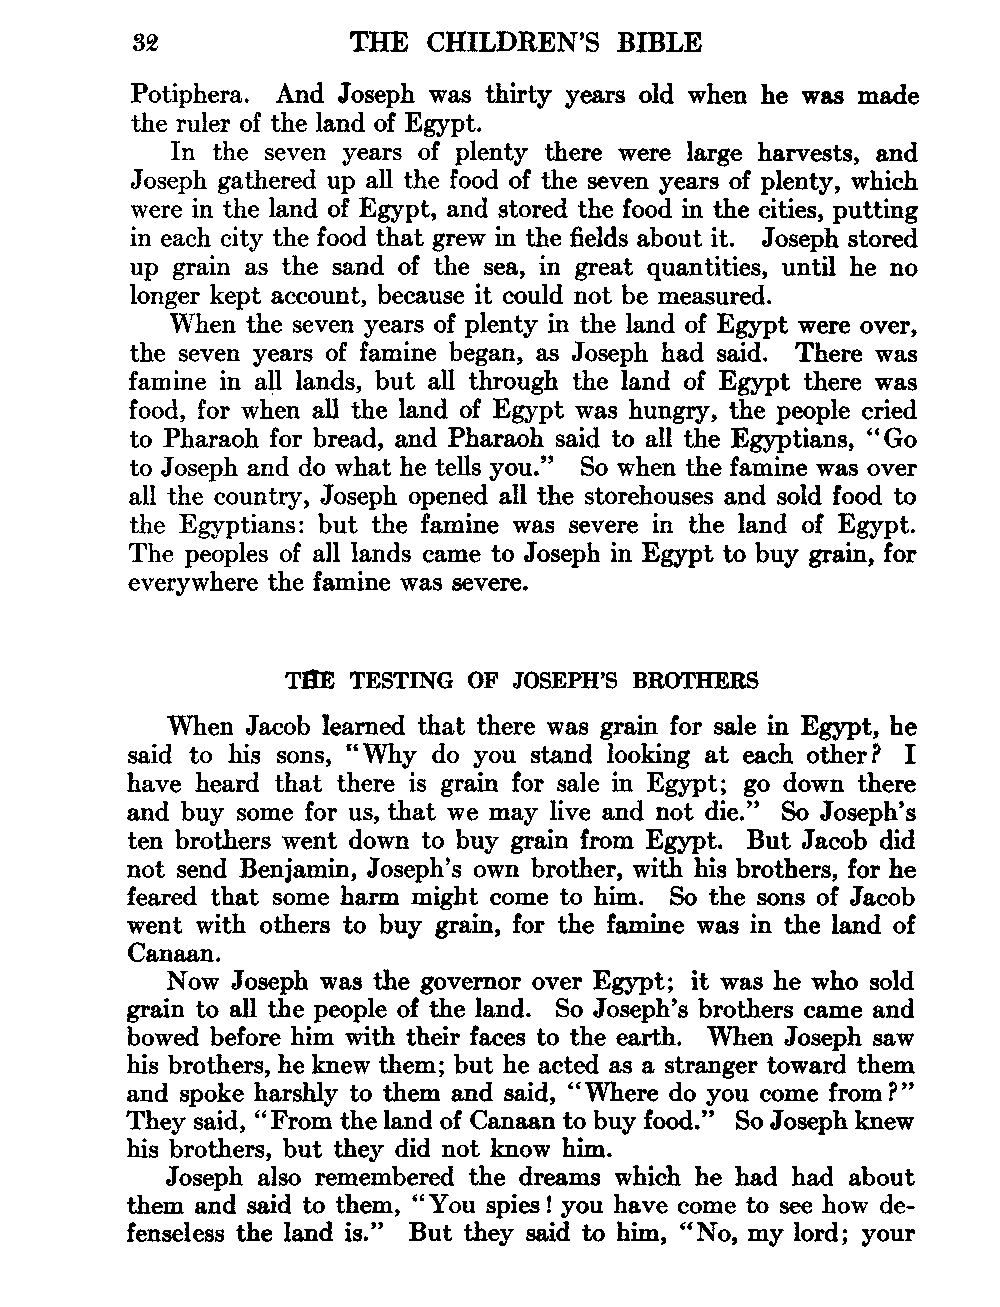 32 THE CHILDREN'S BIBLE
Potiphera. And Joseph was thirty years old when he was made
the ruler of the land of Egypt.
In the seven years of plenty there were large harvests, and
Joseph gathered up all the food of the seven years of plenty, which
were in the land of Egypt, and stored the food in the cities, putting
in each city the food that grew in the fields about it. Joseph stored
up grain as the sand of the sea, in great quantities, until he no
longer kept account, because it could not be measured.
When the seven years of plenty in the land of Egypt were over,
the seven years of famine began, as Joseph had said. There was
famine in all lands, but all through the land of Egypt there was
food, for when all the land of Egypt was hungry, the people cried
to Pharaoh for bread, and Pharaoh said to all the Egyptians, "Go
to Joseph and do what he tells you." So when the famine was over
all the country, Joseph opened all the storehouses and sold food to
the Egyptians: but the famine was severe in the land of Egypt.
The peoples of all lands came to Joseph in Egypt to buy grain, for
everywhere the famine was severe.
THE TESTING OF JOSEPH'S BROTHERS
When Jacob learned that there was grain for sale in Egypt, he
said to his sons, "Why do you stand looking at each other? I
have heard that there is grain for sale in Egypt; go down there
and buy some for us, that we may live and not die." So Joseph's
ten brothers went down to buy grain from Egypt. But Jacob did
not send Benjamin, Joseph's own brother, with his brothers, for he
feared that some harm might come to him. So the sons of Jacob
went with others to buy grain, for the famine was in the land of
Canaan.
Now Joseph was the governor over Egypt; it was he who sold
grain to all the people of the land. So Joseph's brothers came and
bowed before him with their faces to the earth. When Joseph saw
his brothers, he knew them; but he acted as a stranger toward them
and spoke harshly to them and said, "Where do you come from?"
They said, "From the land of Canaan to buy food." So Joseph knew
his brothers, but they did not know him.
Joseph also remembered the dreams which he had had about
them and said to them, "You spies! you have come to see how de-
fenseless the land is." But they said to him, "No, my lord; your